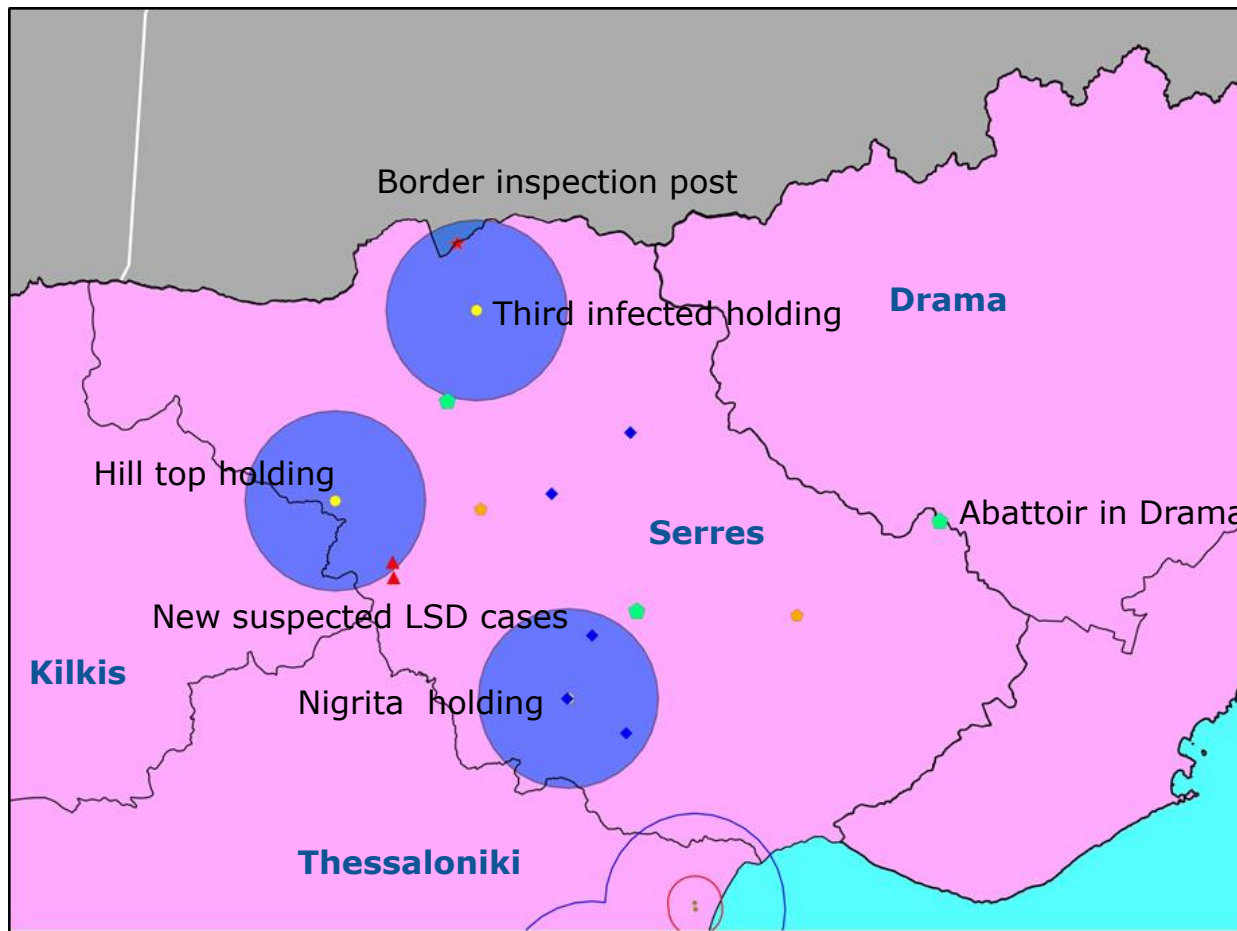 Border inspection post
Drama
Third infected holding
Hill top holding
Abattoir in Drama
Serres
New suspected LSD cases
Kilkis
Nigrita holding
Thessaloniki